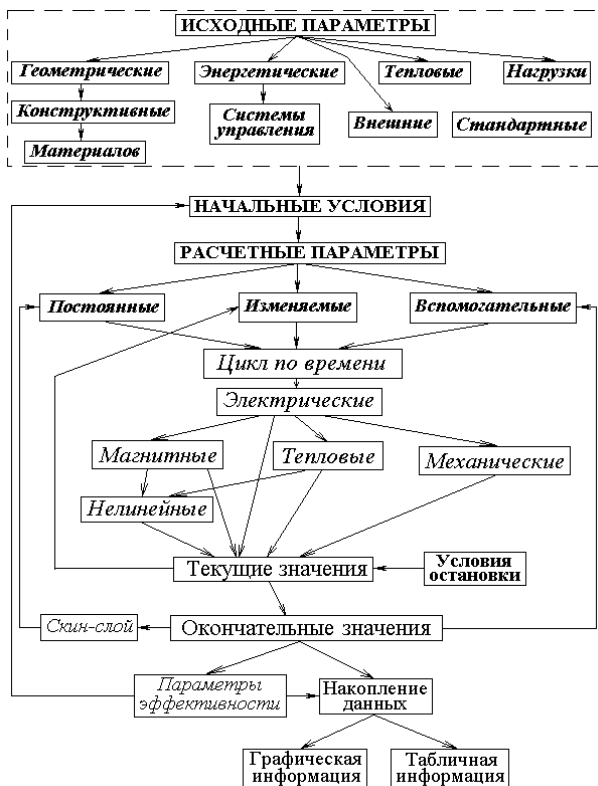 ИСХОДНЫЕ ПАРАМЕТРЫ
Геометрические
Энергетические
Тепловые
Нагрузки
Конструктивные
Системы
управления
Внешние
Стандартные
Материалов
НАЧАЛЬНЫЕ УСЛОВИЯ
РАСЧЕТНЫЕ ПАРАМЕТРЫ
Постоянные
Изменяемые
Вспомогательные
Цикл по времени
Электрические
Магнитные
Тепловые
Механические
Нелинейные
Текущие значения
Условия
остановки
Скин-слой
Окончательные значения
Параметры
эффективности
Накопление
данных
Графическая
информация
Табличная
информация